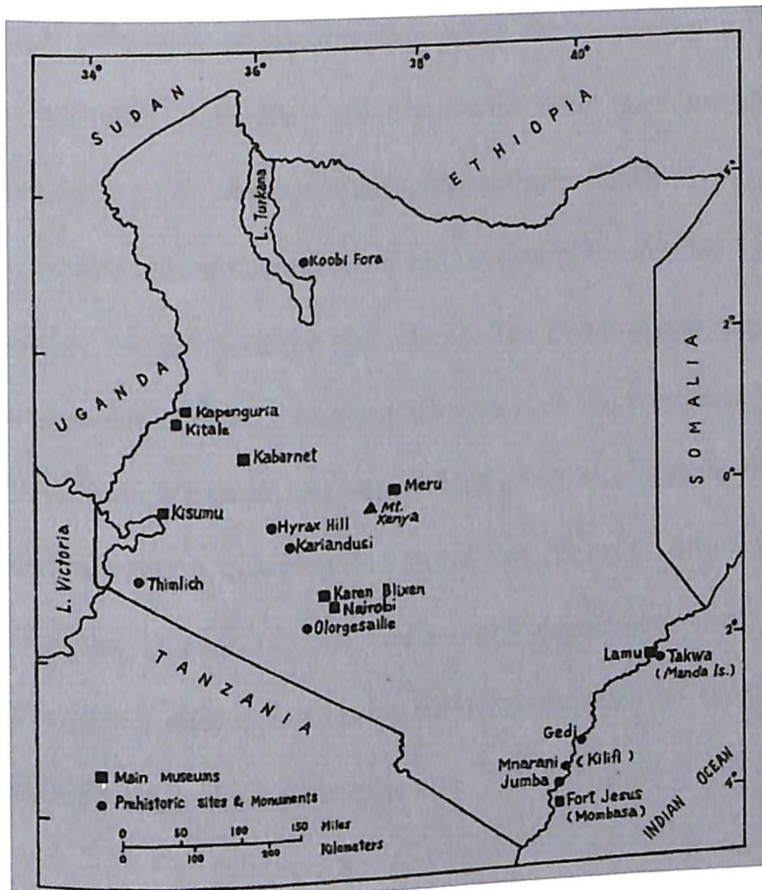 34°
36°
38°
40°
SUDAN
ETHIOPIA
4°
L. Turkana
Koobi Fora
2°
UGANDA
SOMALIA
Kapenguria
Kitale
Kabarnet
0°
Meru
Mt.
Kenya
Kisumu
Hyrax Hill
Kariandusi
L. Victoria
Thimlich
Karen Blixen
Nairobi
Olorgesailie
2°
TANZANIA
Lamu
Takwa
(Manda Is.)
Gedi
Mnarani
(Kilifi)
Jumba
4°
Fort Jesus
(Mombasa)
INDIAN OCEAN
Main Museums
Prehistoric sites & Monuments
0 50 100 150 Miles
0 100 200 Kilometers